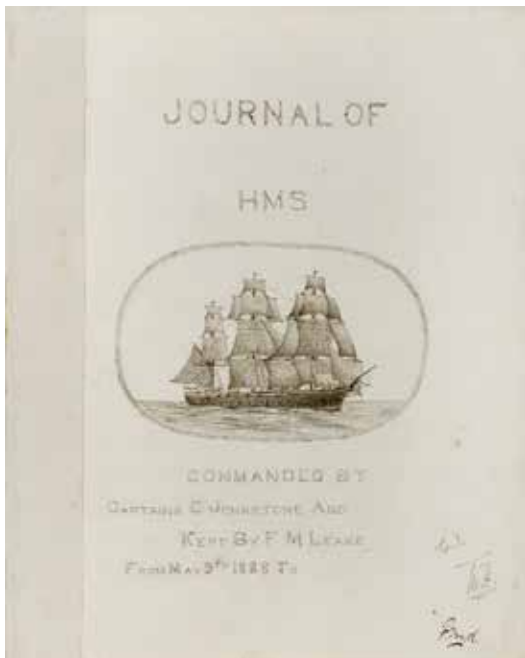 JOURNAL OF
HMS
COMMANDED BY
CAPTAIN C JOHNSTONE AND
KEPT BY F M LEAKE
FROM MAY 9th 1888 TO